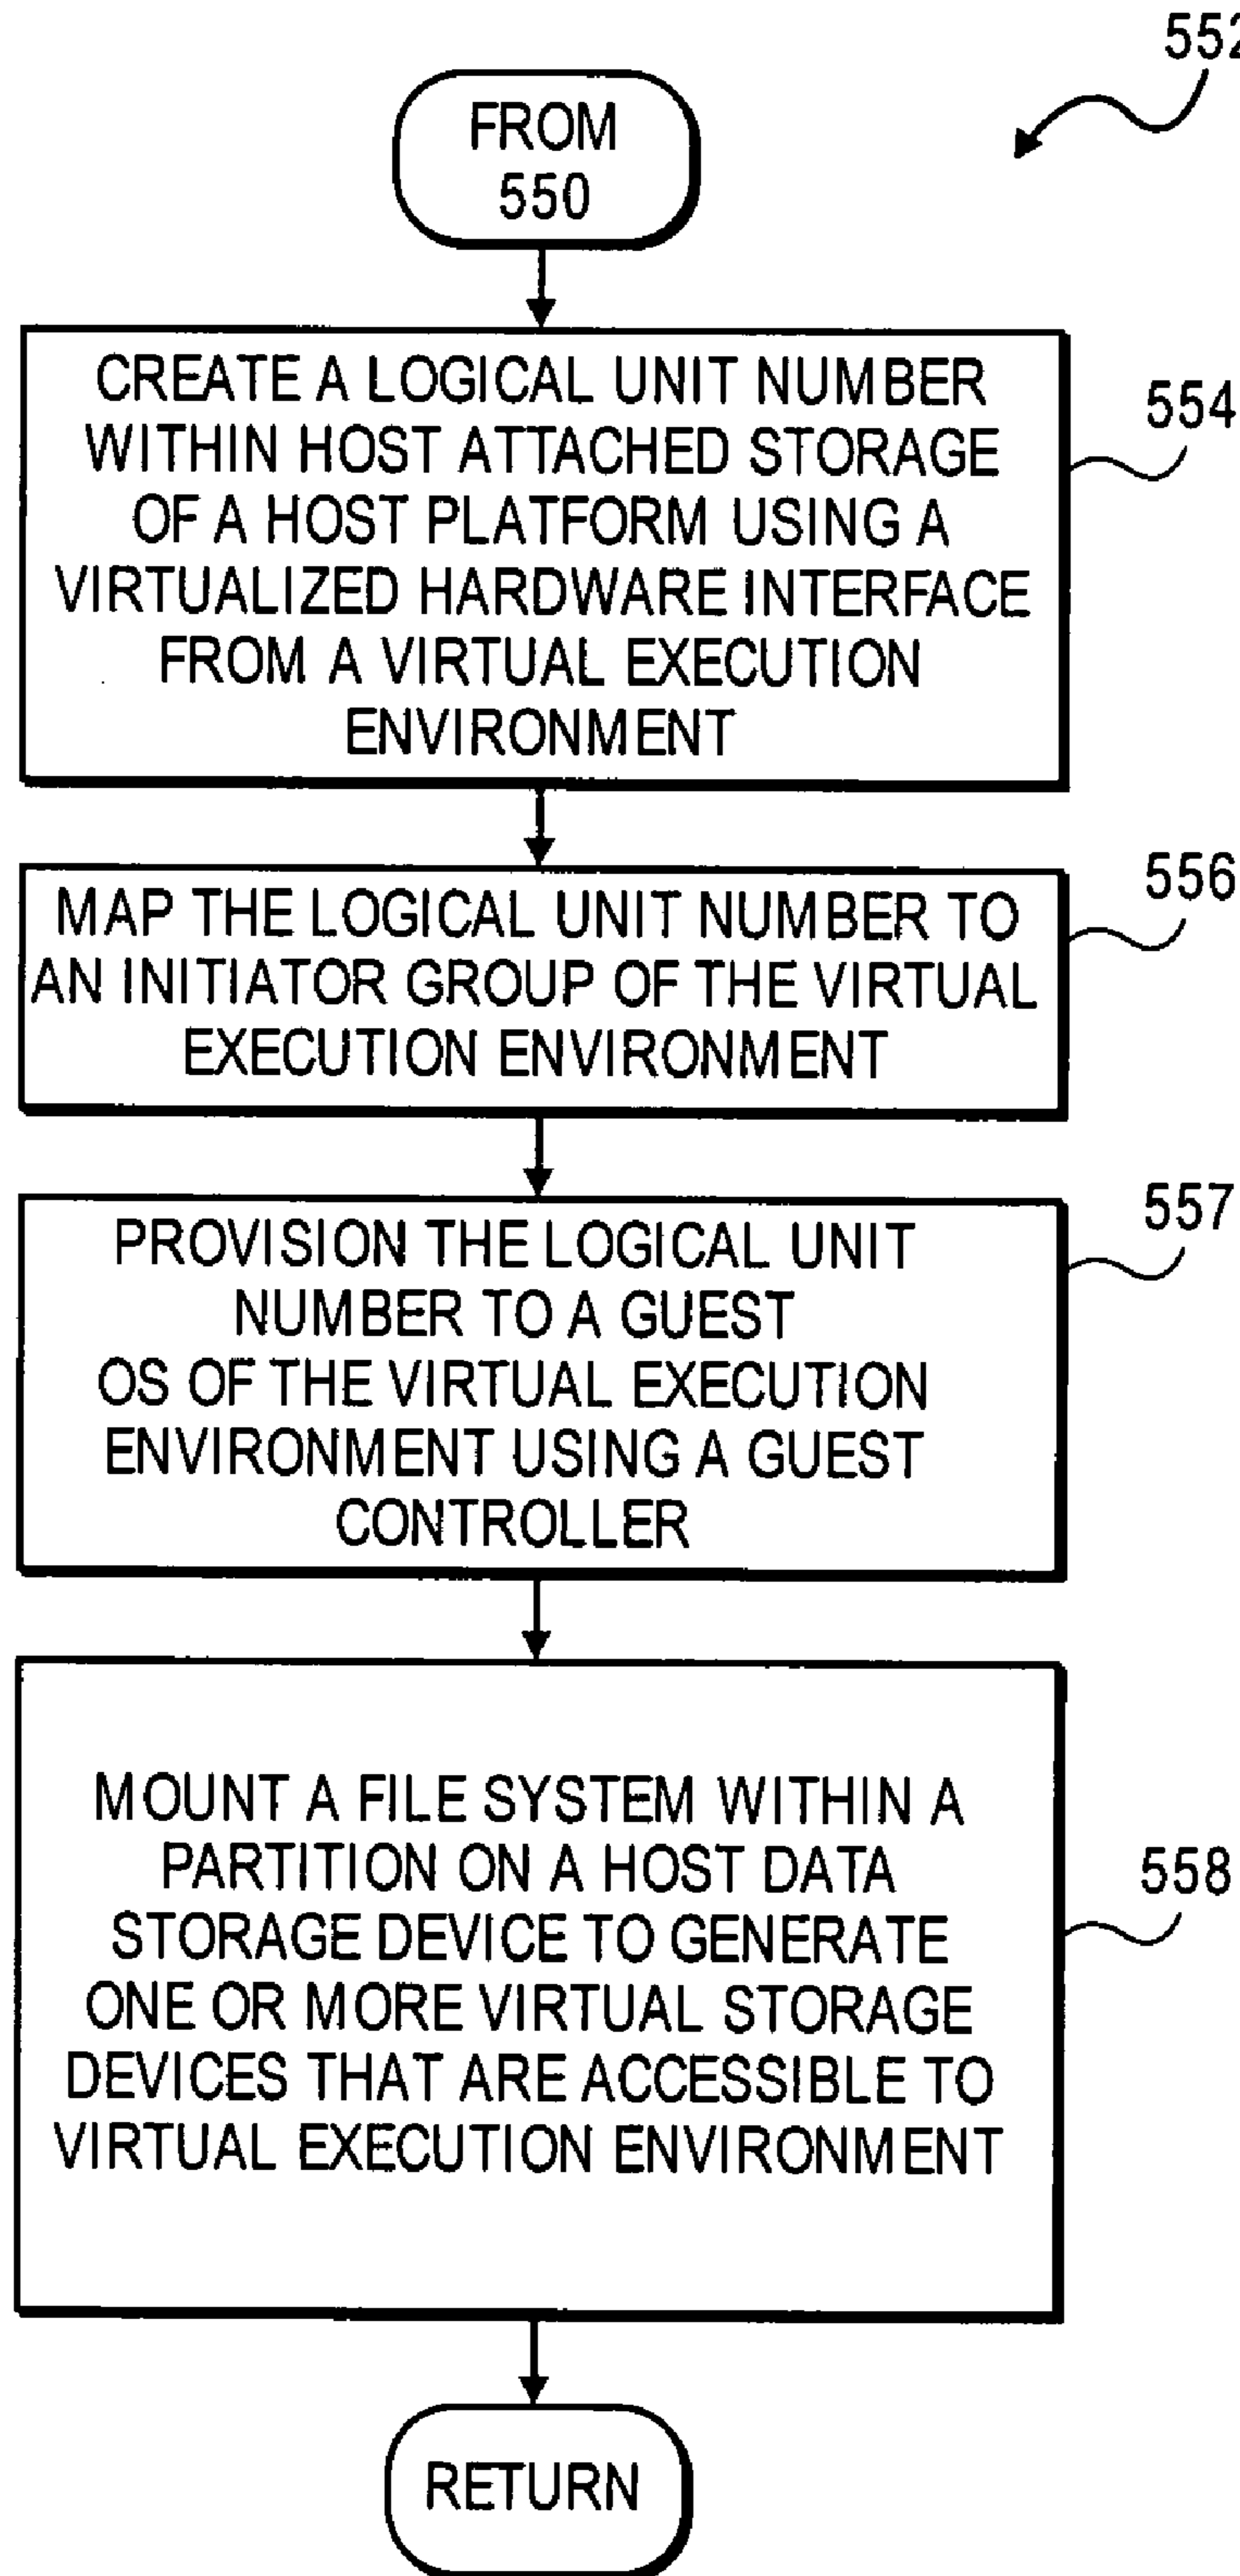 552
FROM
550
CREATE A LOGICAL UNIT NUMBER
WITHIN HOST ATTACHED STORAGE
OF A HOST PLATFORM USING A
VIRTUALIZED HARDWARE INTERFACE
FROM A VIRTUAL EXECUTION
ENVIRONMENT
554
MAP THE LOGICAL UNIT NUMBER TO
AN INITIATOR GROUP OF THE VIRTUAL
EXECUTION ENVIRONMENT
556
PROVISION THE LOGICAL UNIT
NUMBER TO A GUEST
OS OF THE VIRTUAL EXECUTION
ENVIRONMENT USING A GUEST
CONTROLLER
557
MOUNT A FILE SYSTEM WITHIN A
PARTITION ON A HOST DATA
STORAGE DEVICE TO GENERATE
ONE OR MORE VIRTUAL STORAGE
DEVICES THAT ARE ACCESSIBLE TO
VIRTUAL EXECUTION ENVIRONMENT
558
RETURN